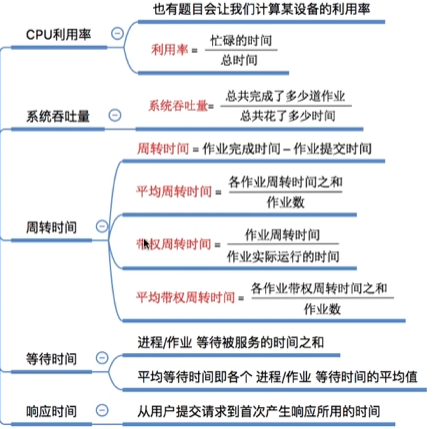 也有题目会让我们计算某设备的利用率
CPU利用率
利用率 = 忙碌的时间 / 总时间
系统吞吐量
系统吞吐量= 总共完成了多少道作业 / 总共花了多少时间
周转时间
周转时间 = 作业完成时间 – 作业提交时间
平均周转时间 = 各作业周转时间之和 / 作业数
带权周转时间 = 作业周转时间 / 作业实际运行的时间
平均带权周转时间 = 各作业带权周转时间之和 / 作业数
等待时间
进程/作业 等待被服务的时间之和
平均等待时间即各个 进程/作业 等待时间的平均值
响应时间
从用户提交请求到首次产生响应所用的时间